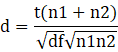 d = t(n1 + n2) / √df√n1n2